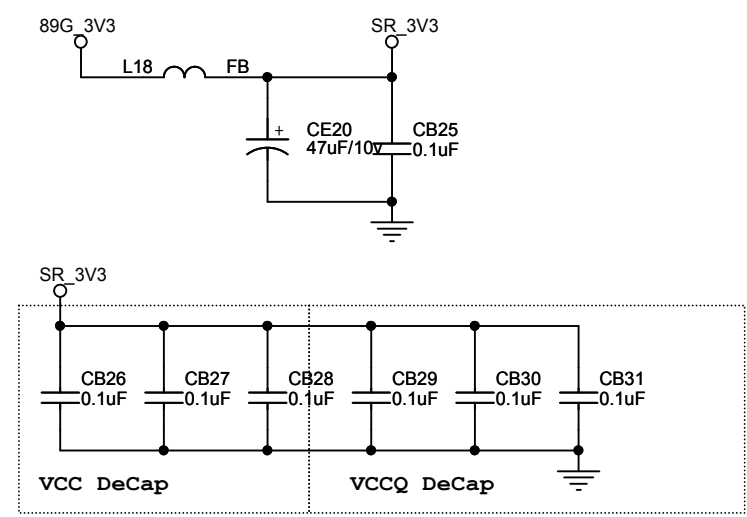 89G_3V3 SR_3V3
L18 FB
+ CE20 CB25
47uF/10v 0.1uF
SR_3V3
CB26 CB27 CB28 CB29 CB30 CB31
0.1uF 0.1uF 0.1uF 0.1uF 0.1uF 0.1uF
VCC DeCap VCCQ DeCap